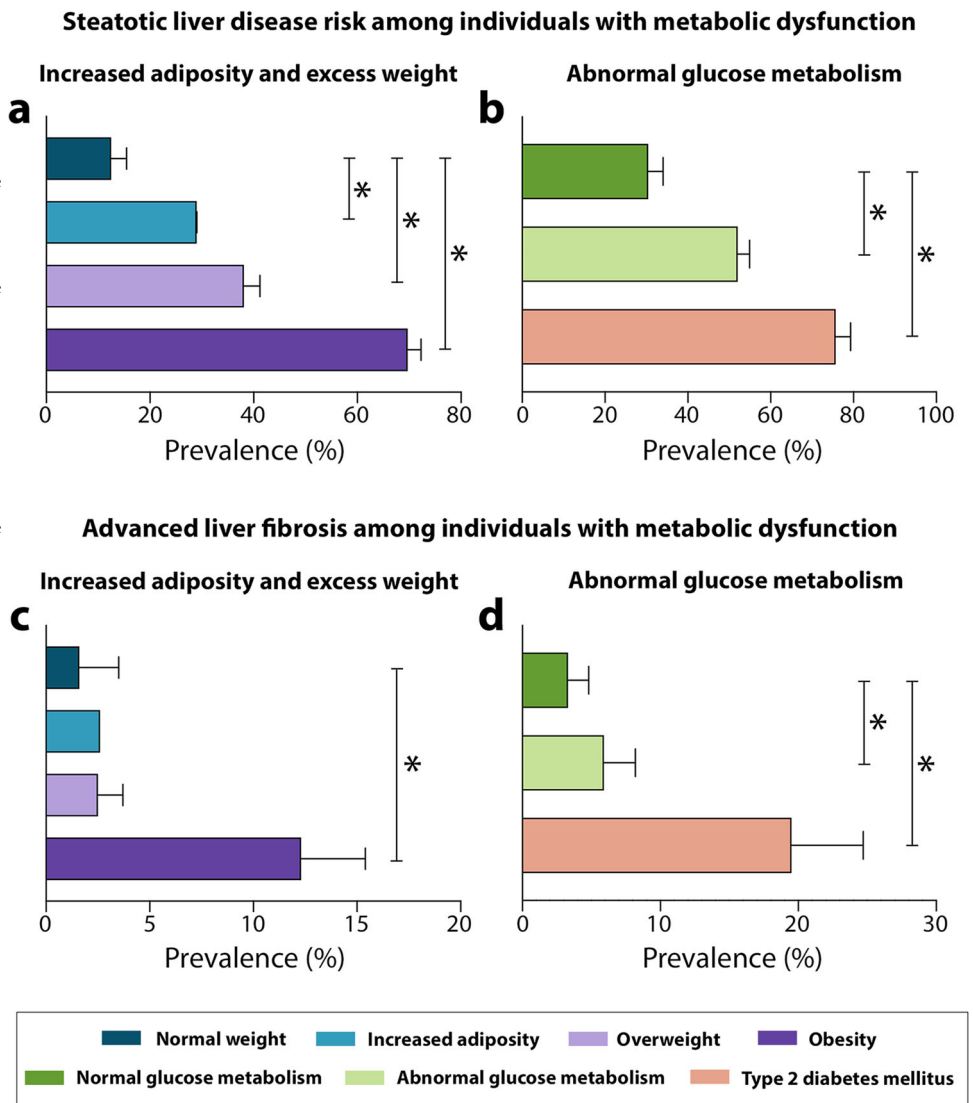 Steatotic liver disease risk among individuals with metabolic dysfunction
Increased adiposity and excess weight
Abnormal glucose metabolism
a
b
*
*
*
*
*
0 20 40 60 80
0 20 40 60 80 100
Prevalence (%)
Prevalence (%)
Advanced liver fibrosis among individuals with metabolic dysfunction
Increased adiposity and excess weight
Abnormal glucose metabolism
c
d
*
*
*
0 5 10 15 20
0 10 20 30
Prevalence (%)
Prevalence (%)
Normal weight Increased adiposity Overweight Obesity
Normal glucose metabolism Abnormal glucose metabolism Type 2 diabetes mellitus